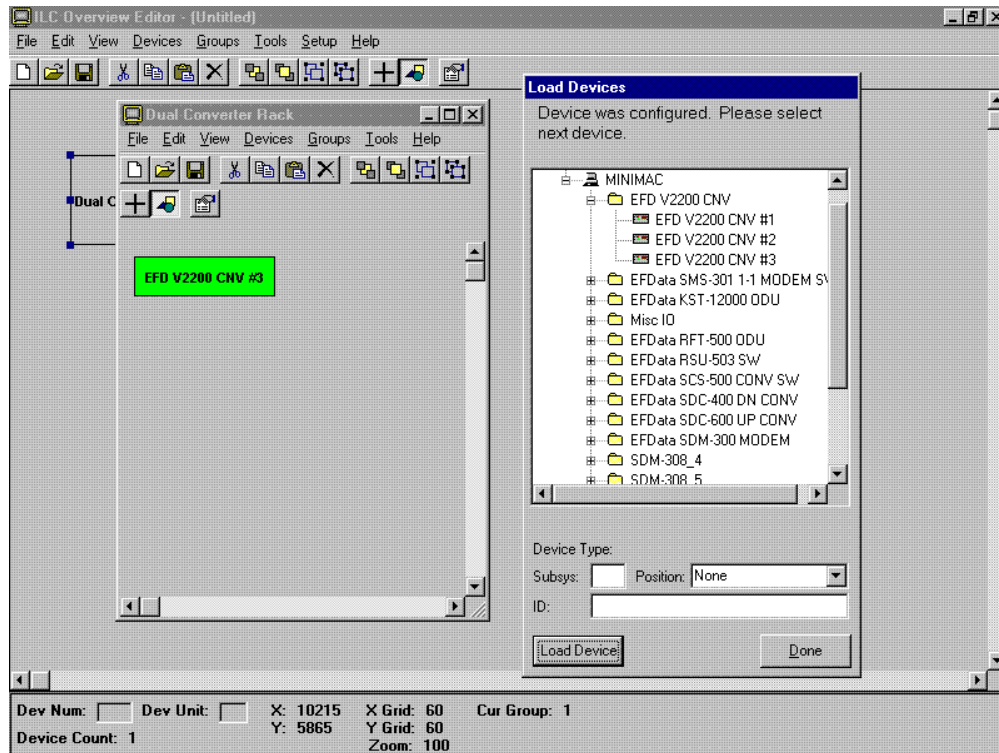 ILC Overview Editor - (Untitled)
File Edit View Devices Groups Tools Setup Help
Dual C
Dual Converter Rack
File Edit View Devices Groups Tools Help
EFD V2200 CNV #3
Load Devices
Device was configured. Please select
next device.
MINIMAC
EFD V2200 CNV
EFD V2200 CNV #1
EFD V2200 CNV #2
EFD V2200 CNV #3
EFData SMS-301 1-1 MODEM
EFData KST-12000 ODU
Misc IO
EFData RFT-500 ODU
EFData RSU-503 SW
EFData SCS-500 CONV SW
EFData SDC-400 DN CONV
EFData SDC-600 UP CONV
EFData SDM-300 MODEM
SDM-308_4
SDM-308_5
Device Type:
Subsys: Position: None
ID:
Load Device Done
Dev Num: Dev Unit: X: 10215 X Grid: 60 Cur Group: 1
Y: 5865 Y Grid: 60
Device Count: 1 Zoom: 100